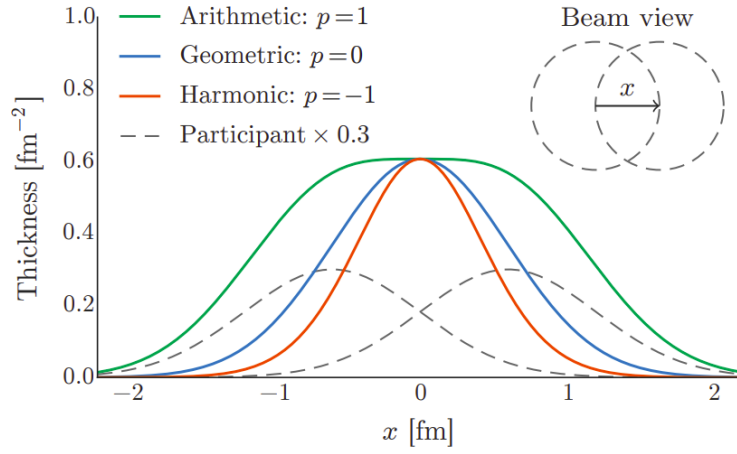 Thickness [fm⁻²]
1.0
0.8
0.6
0.4
0.2
0.0
Arithmetic: p=1
Geometric: p=0
Harmonic: p=−1
Participant × 0.3
Beam view
x
−2
−1
0
1
2
x [fm]